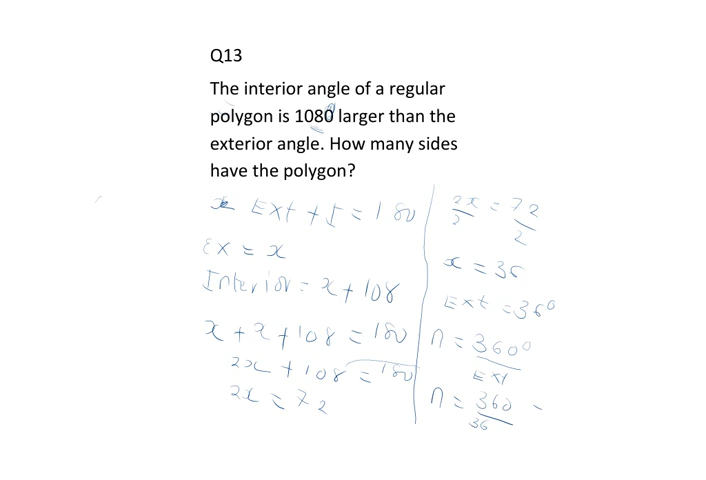 Q13
The interior angle of a regular
polygon is 1080 larger than the
exterior angle. How many sides
have the polygon?
Ext + I = 180
Ex = x
Interior = x + 108
x + x + 108 = 180
2x + 108 = 180
2x = 72
2x/2 = 72/2
x = 36
Ext = 36°
n = 360°/Ext
n = 360/36 =